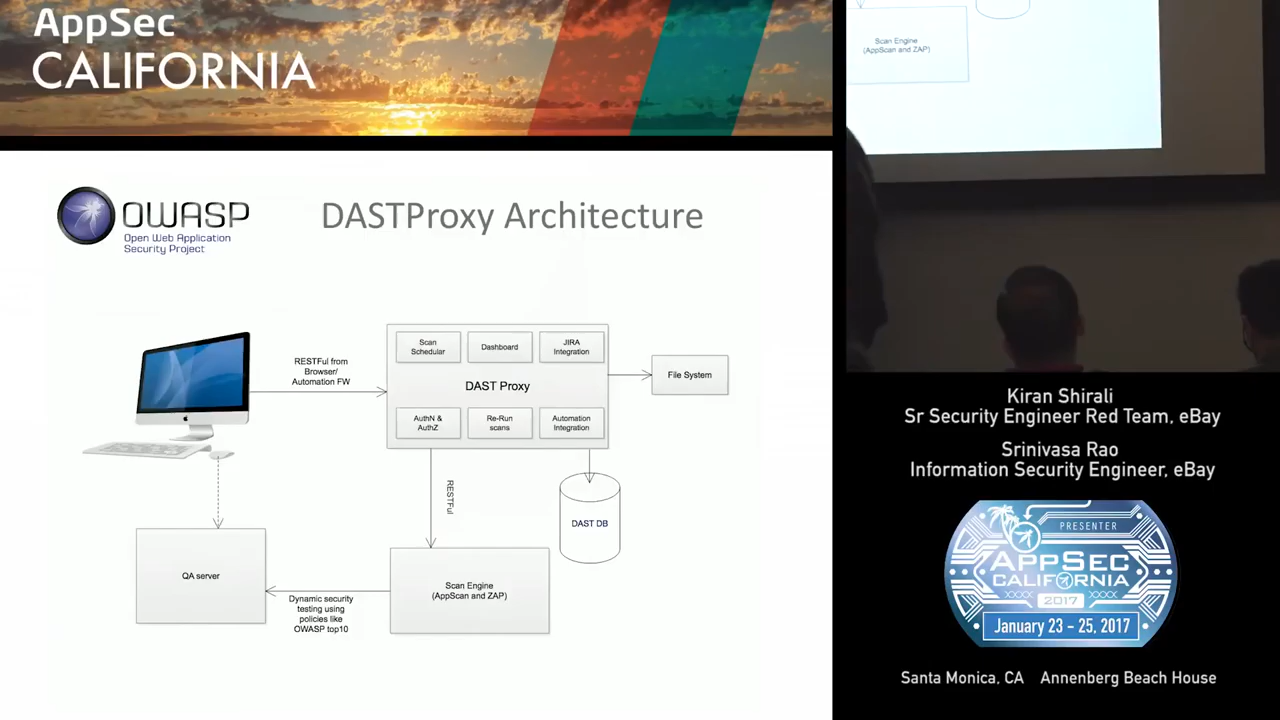 AppSec
CALIFORNIA
OWASP
Open Web Application
Security Project
DASTProxy Architecture
RESTFul from
Browser/
Automation FW
Scan
Schedular
Dashboard
JIRA
Integration
DAST Proxy
AuthN &
AuthZ
Re-Run
scans
Automation
Integration
File System
RESTFul
DAST DB
QA server
Dynamic security
testing using
policies like
OWASP top10
Scan Engine
(AppScan and ZAP)
Scan Engine
(AppScan and ZAP)
Kiran Shirali
Sr Security Engineer Red Team, eBay
Srinivasa Rao
Information Security Engineer, eBay
PRESENTER
APPSEC
CALIFORNIA
2017
January 23 - 25, 2017
Santa Monica, CA Annenberg Beach House